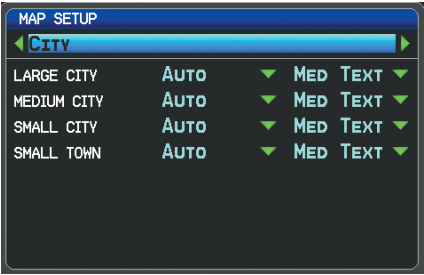 MAP SETUP
City
LARGE CITY Auto Med Text
MEDIUM CITY Auto Med Text
SMALL CITY Auto Med Text
SMALL TOWN Auto Med Text